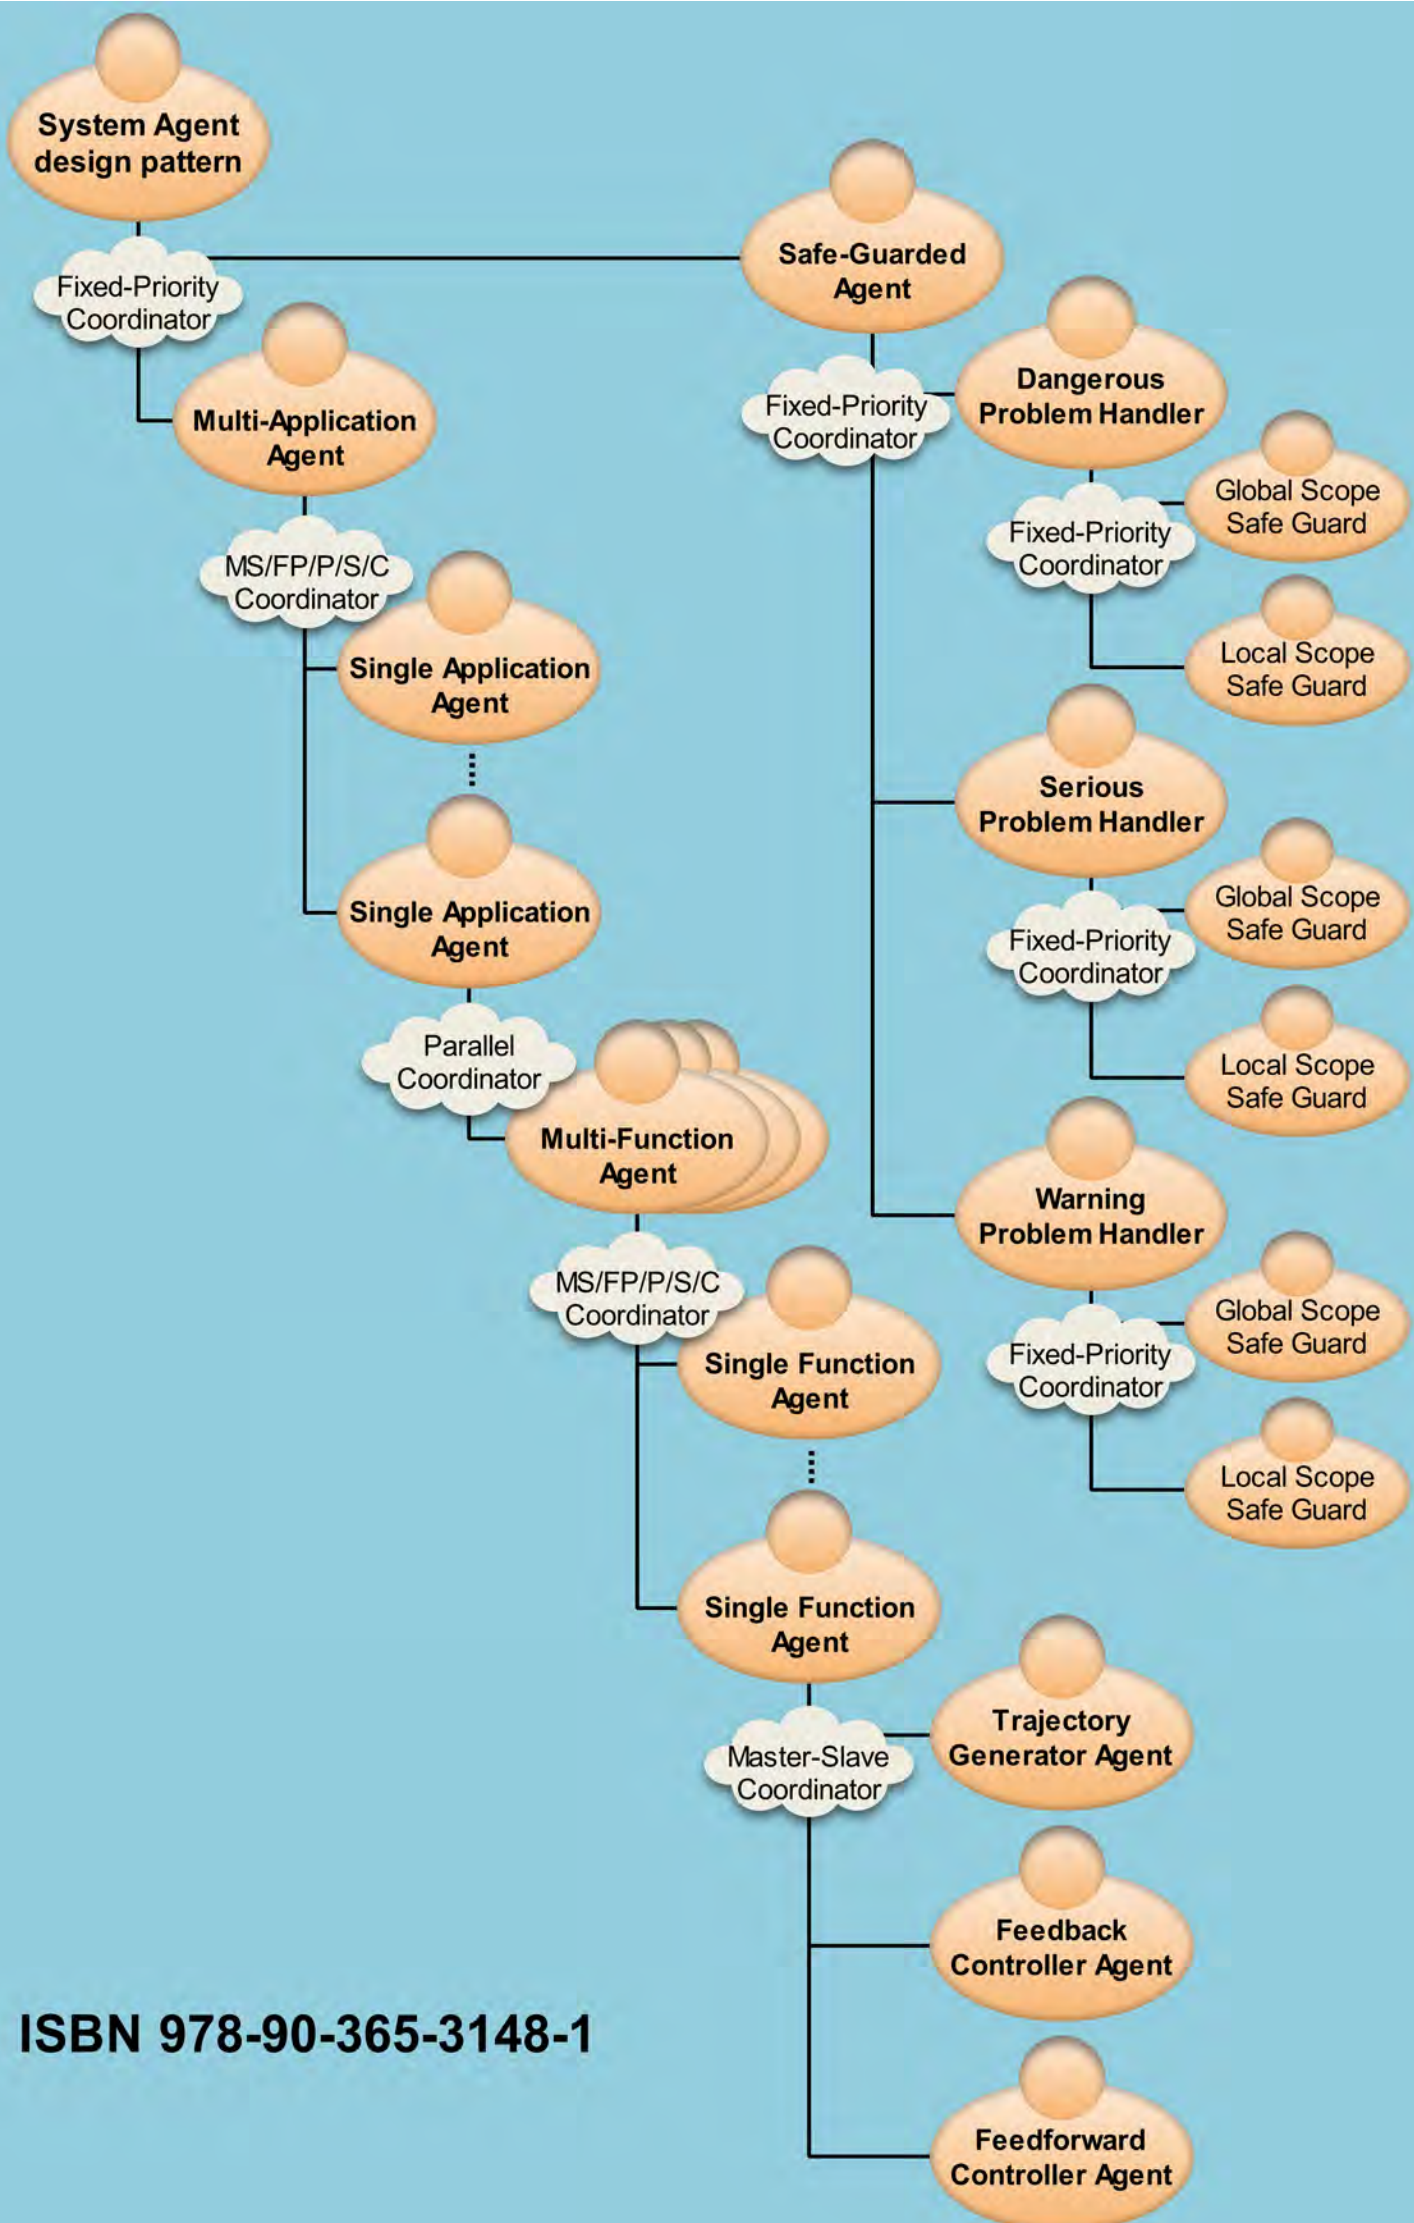 System Agent
design pattern
Fixed-Priority
Coordinator
Multi-Application
Agent
MS/FP/P/S/C
Coordinator
Single Application
Agent
Single Application
Agent
Parallel
Coordinator
Multi-Function
Agent
MS/FP/P/S/C
Coordinator
Single Function
Agent
Single Function
Agent
Master-Slave
Coordinator
Trajectory
Generator Agent
Feedback
Controller Agent
Feedforward
Controller Agent
Safe-Guarded
Agent
Fixed-Priority
Coordinator
Dangerous
Problem Handler
Fixed-Priority
Coordinator
Global Scope
Safe Guard
Local Scope
Safe Guard
Serious
Problem Handler
Fixed-Priority
Coordinator
Global Scope
Safe Guard
Local Scope
Safe Guard
Warning
Problem Handler
Fixed-Priority
Coordinator
Global Scope
Safe Guard
Local Scope
Safe Guard
ISBN 978-90-365-3148-1